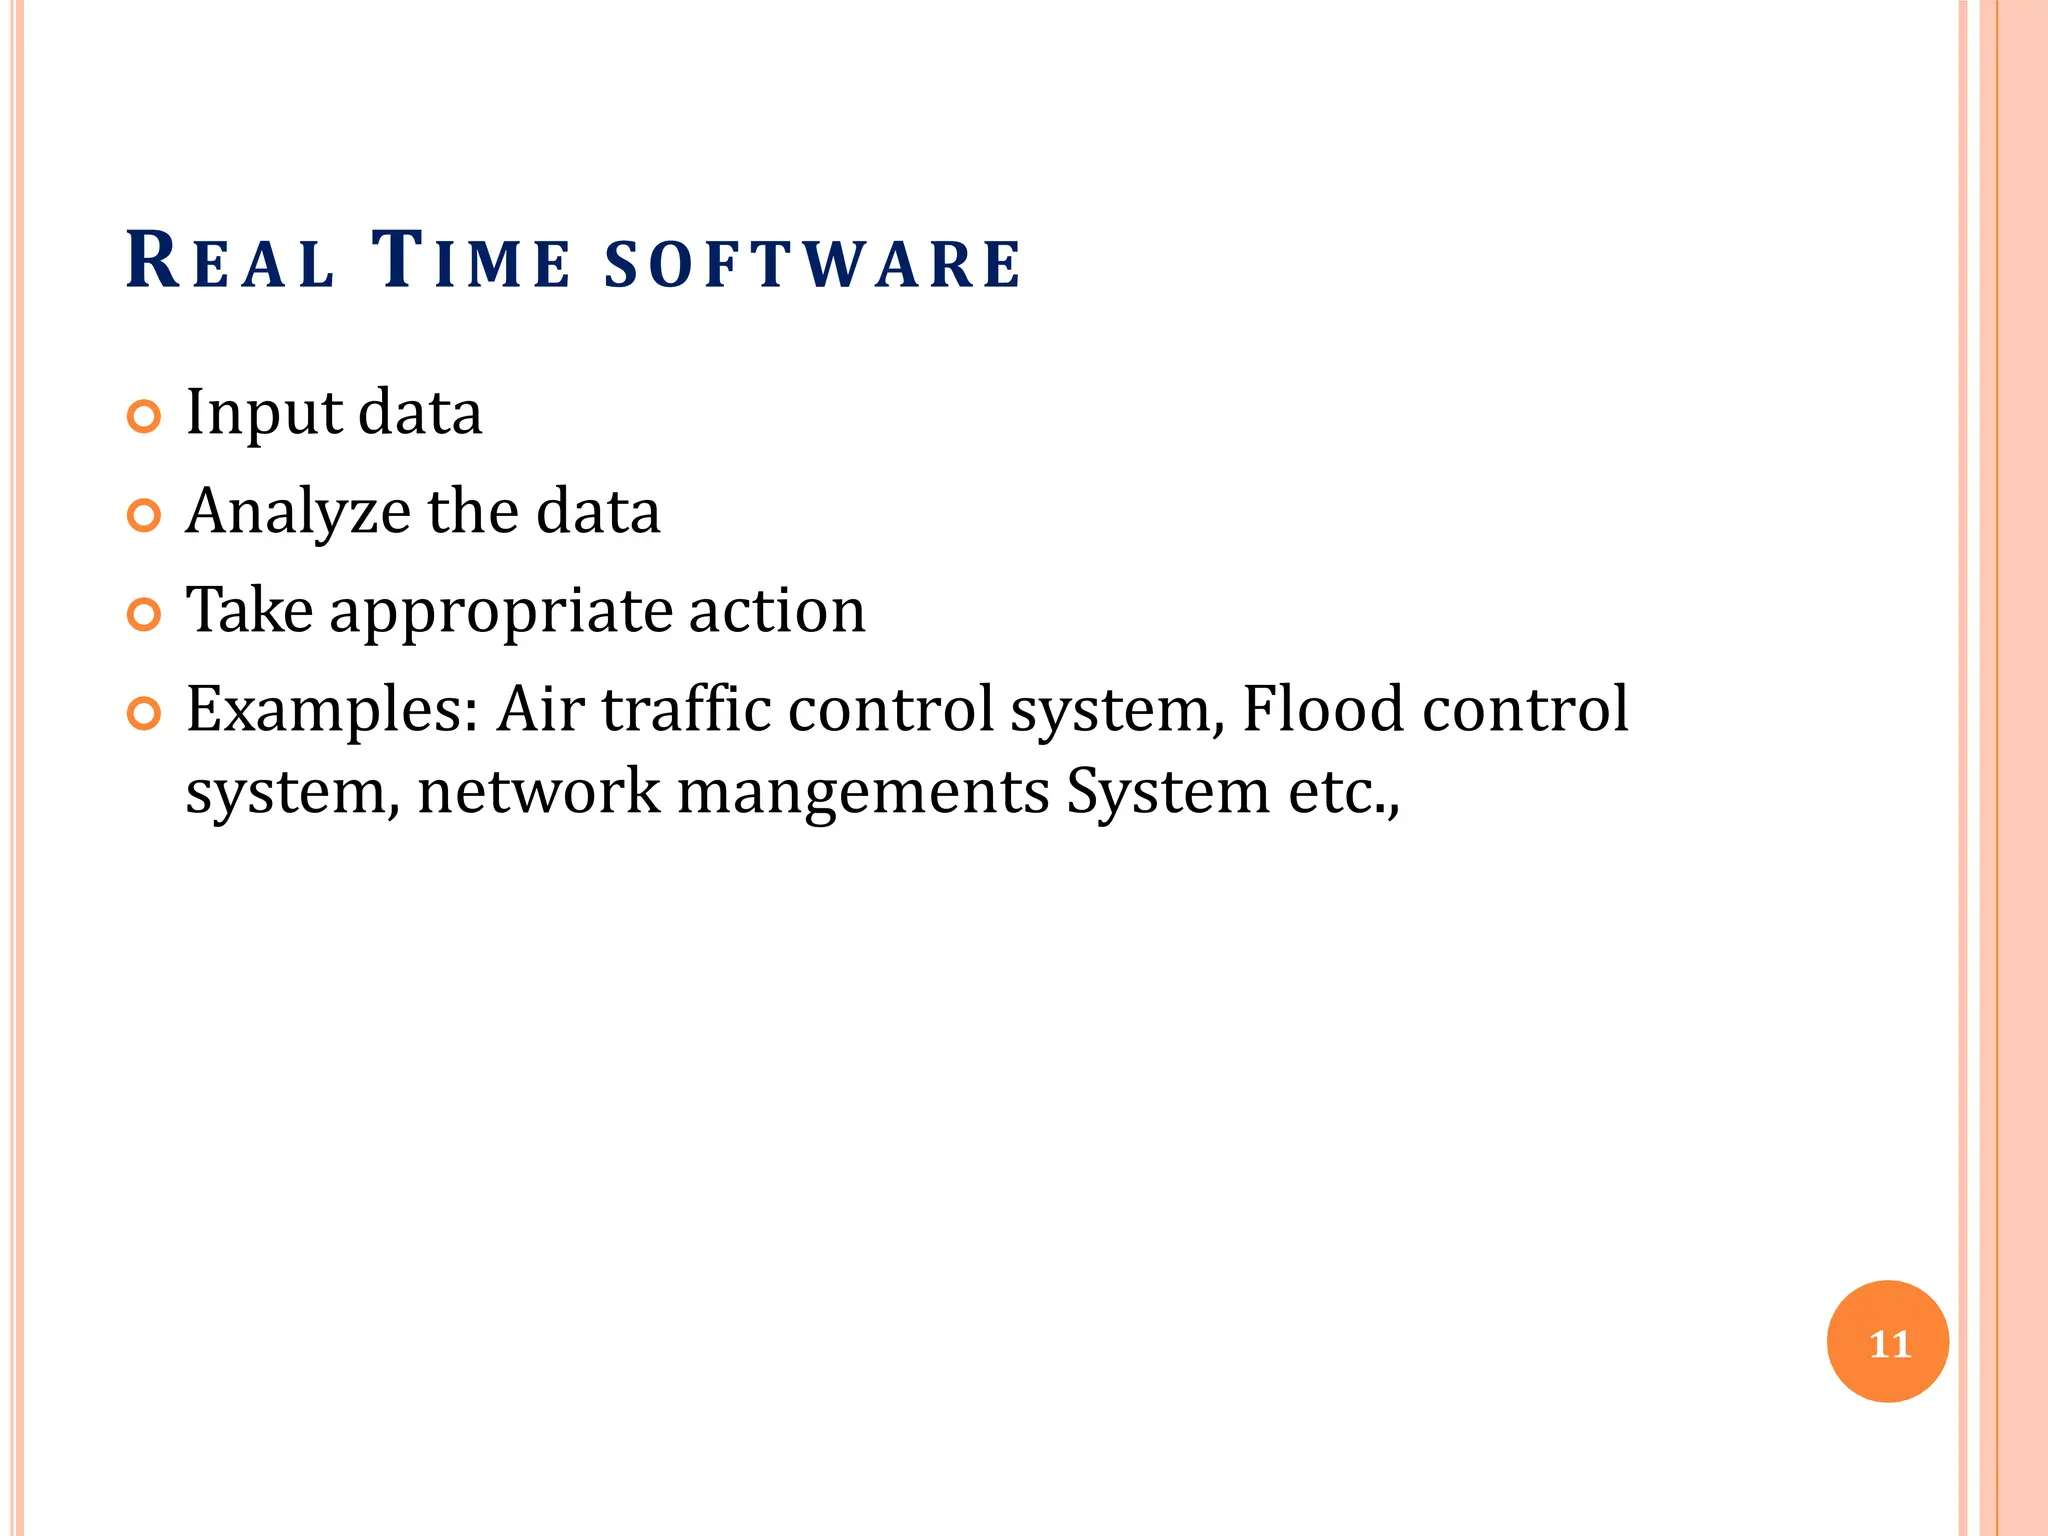 REAL TIME SOFTWARE
Input data
Analyze the data
Take appropriate action
Examples: Air traffic control system, Flood control
system, network mangements System etc.,
11